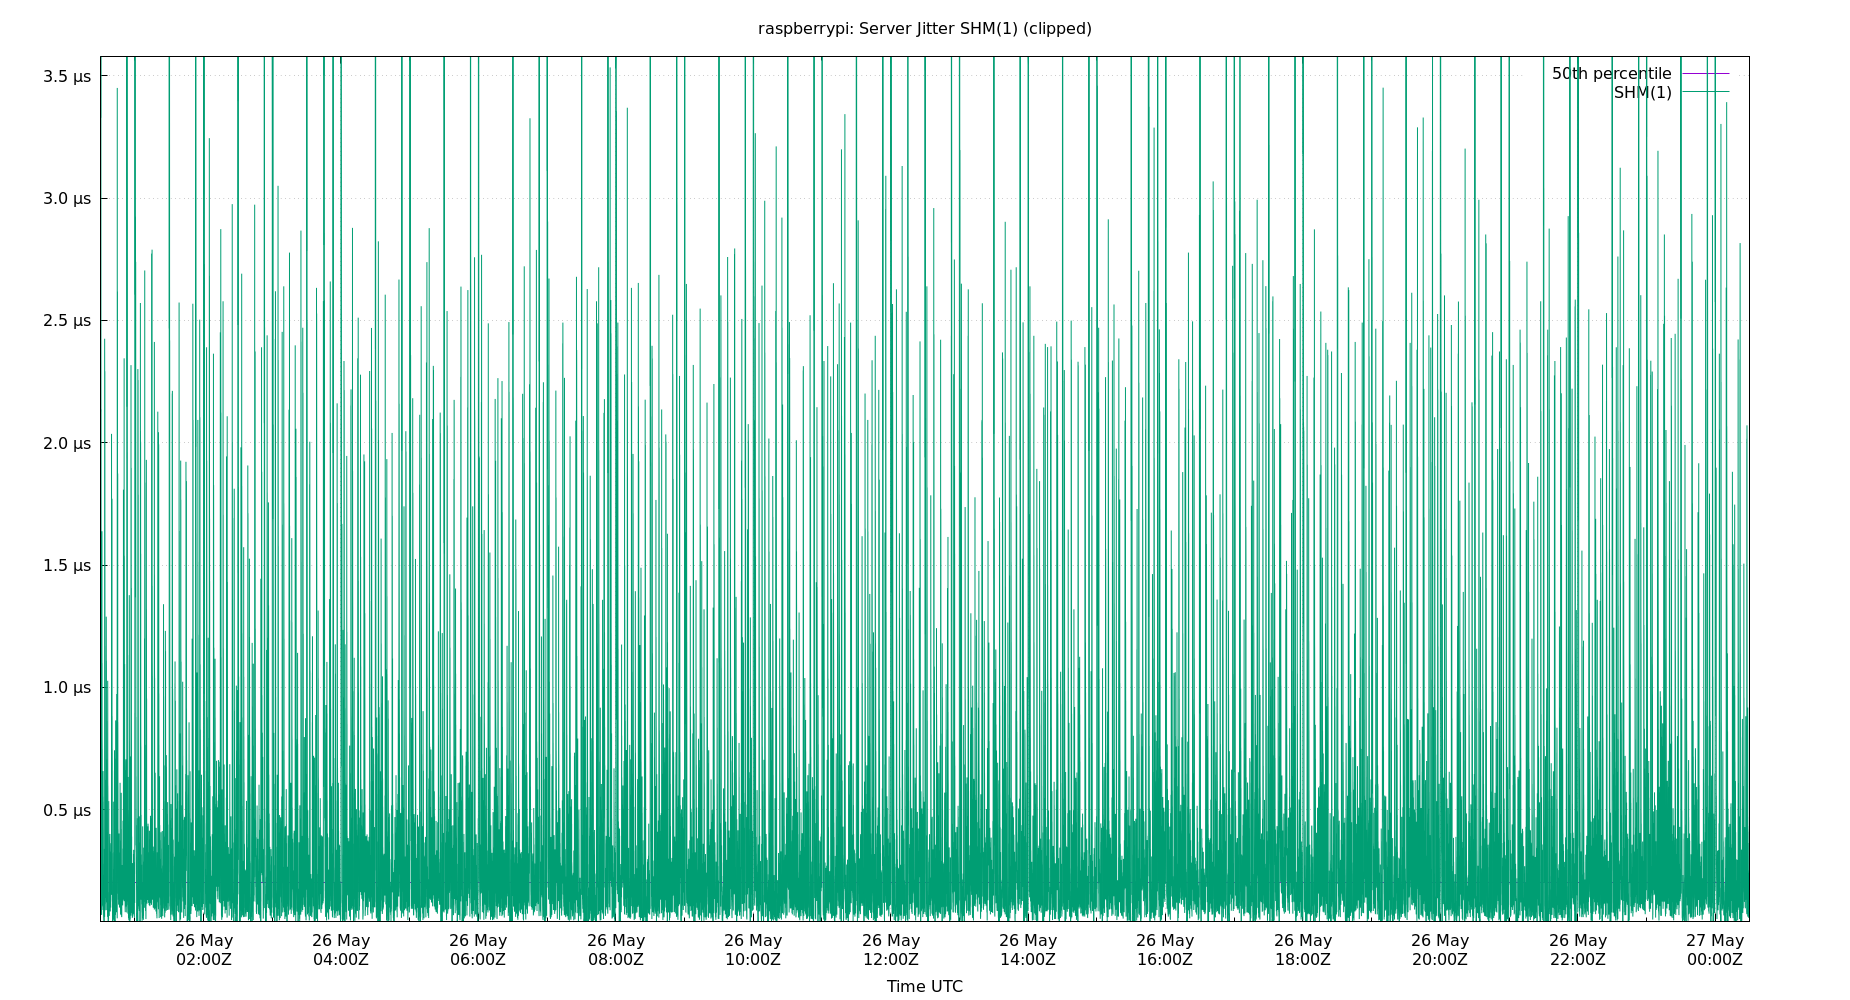 raspberrypi: Server Jitter SHM(1) (clipped)
50th percentile
SHM(1)
3.5 μs
3.0 μs
2.5 μs
2.0 μs
1.5 μs
1.0 μs
0.5 μs
26 May 26 May 26 May 26 May 26 May 26 May 26 May 26 May 26 May 26 May 26 May 27 May
02:00Z 04:00Z 06:00Z 08:00Z 10:00Z 12:00Z 14:00Z 16:00Z 18:00Z 20:00Z 22:00Z 00:00Z
Time UTC